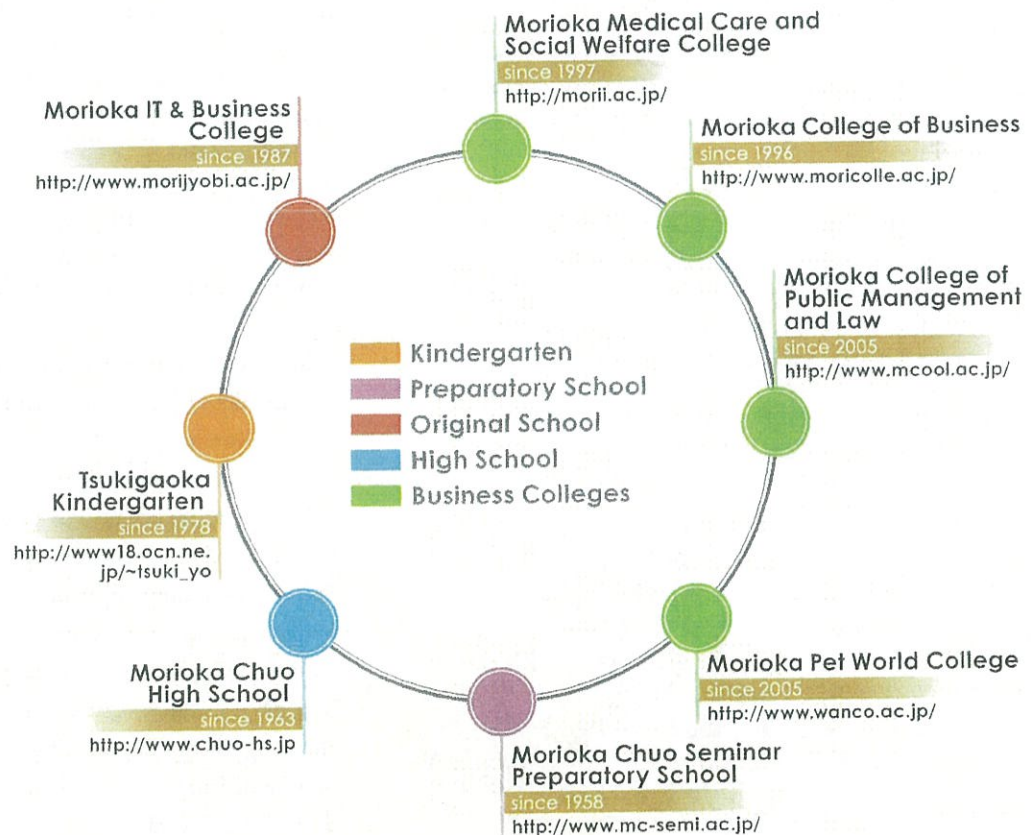 Morioka Medical Care and
Social Welfare College
since 1997
http://morii.ac.jp/
Morioka IT & Business
College
since 1987
http://www.morijyobi.ac.jp/
Morioka College of Business
since 1996
http://www.moricolle.ac.jp/
Morioka College of
Public Management
and Law
since 2005
http://www.mcool.ac.jp/
Kindergarten
Preparatory School
Original School
High School
Business Colleges
Tsukigaoka
Kindergarten
since 1978
http://www18.ocn.ne.
jp/~tsuki_yo
Morioka Chuo
High School
since 1963
http://www.chuo-hs.jp
Morioka Pet World College
since 2005
http://www.wanco.ac.jp/
Morioka Chuo Seminar
Preparatory School
since 1958
http://www.mc-semi.ac.jp/